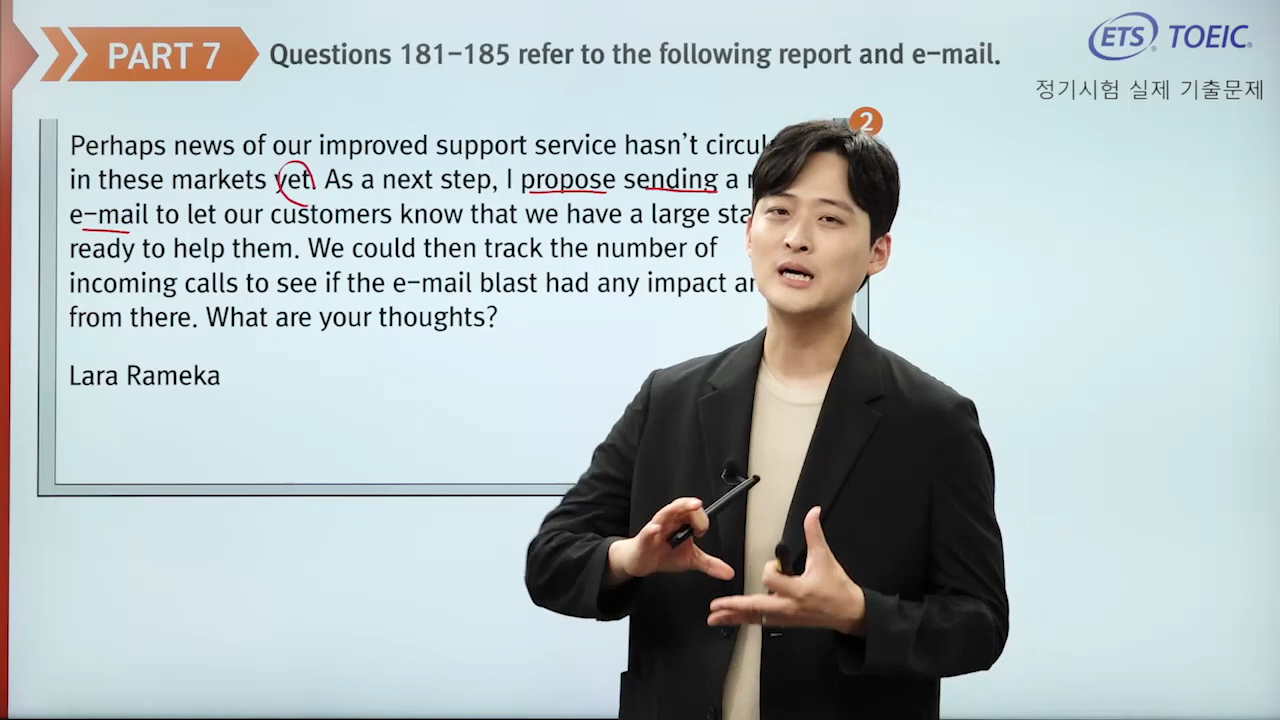 PART 7
Questions 181-185 refer to the following report and e-mail.
ETS TOEIC
정기시험 실제 기출문제
2
Perhaps news of our improved support service hasn't
in these markets yet. As a next step, I propose sending a
e-mail to let our customers know that we have a large
ready to help them. We could then track the number of
incoming calls to see if the e-mail blast had any impact
from there. What are your thoughts?
Lara Rameka